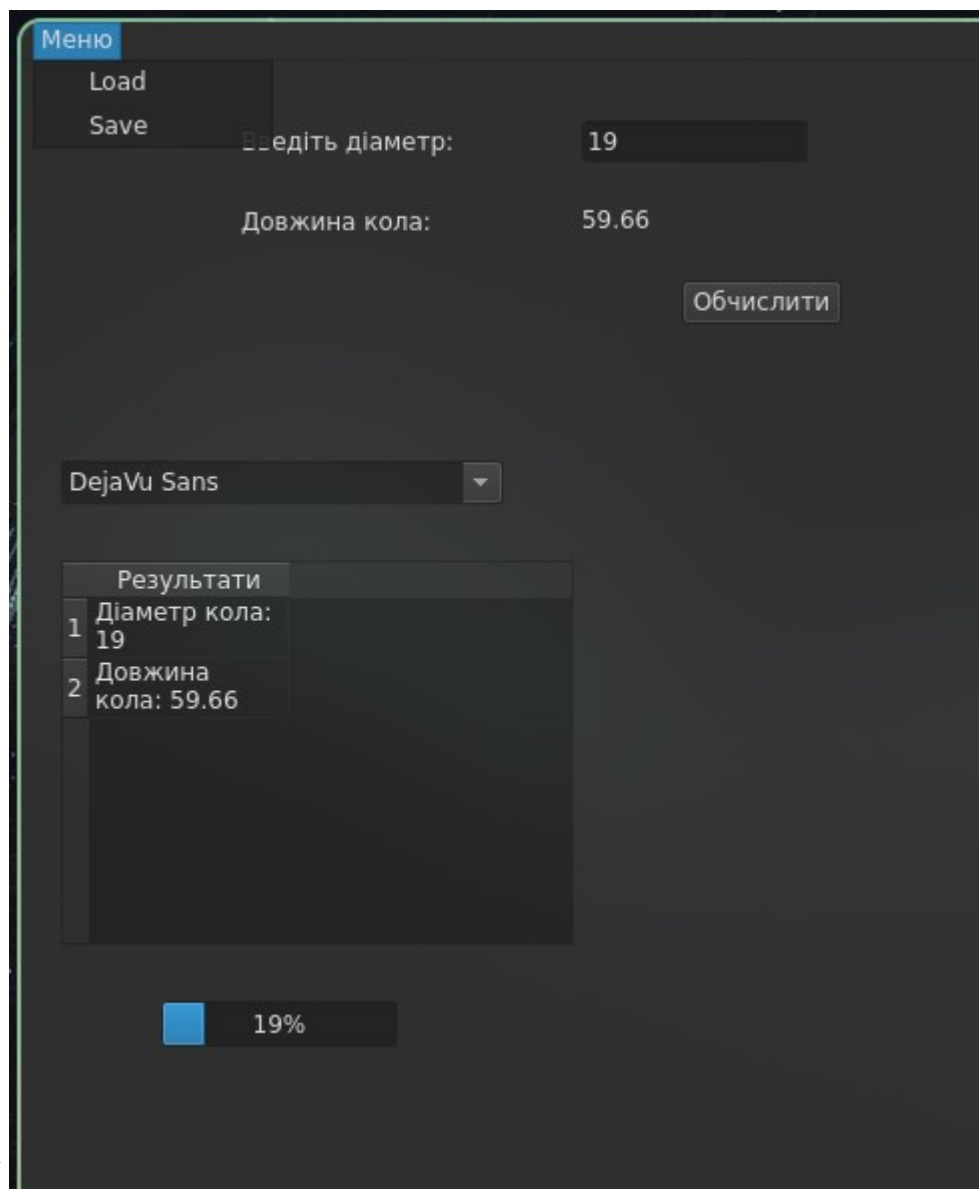 Меню
Load
Save
Введіть діаметр:
19
Довжина кола:
59.66
Обчислити
DejaVu Sans
Результати
1
Діаметр кола:
19
2
Довжина
кола: 59.66
19%